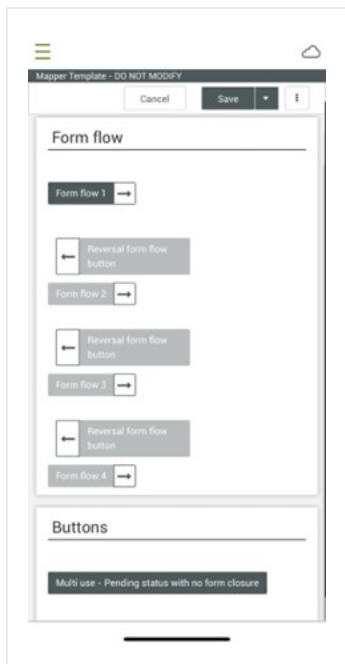 Mapper Template - DO NOT MODIFY
Cancel Save
Form flow
Form flow 1
Reversal form flow
button
Form flow 2
Reversal form flow
button
Form flow 3
Reversal form flow
button
Form flow 4
Buttons
Multi use - Pending status with no form closure